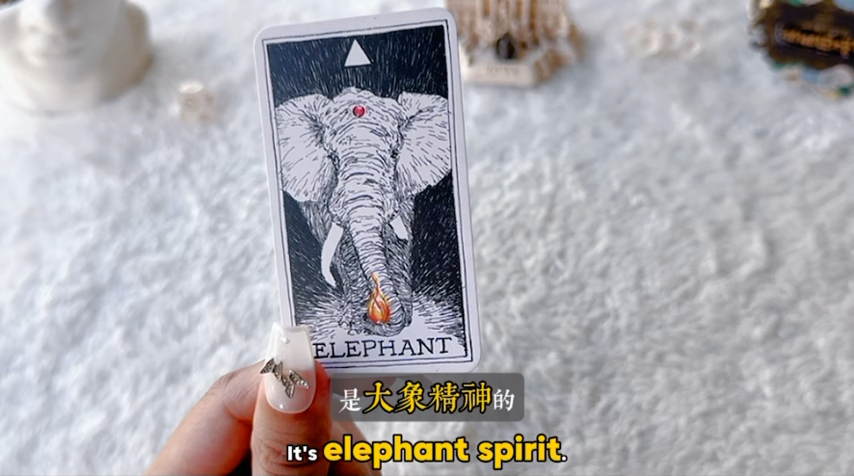 ELEPHANT
是大象精神的
It's elephant spirit.